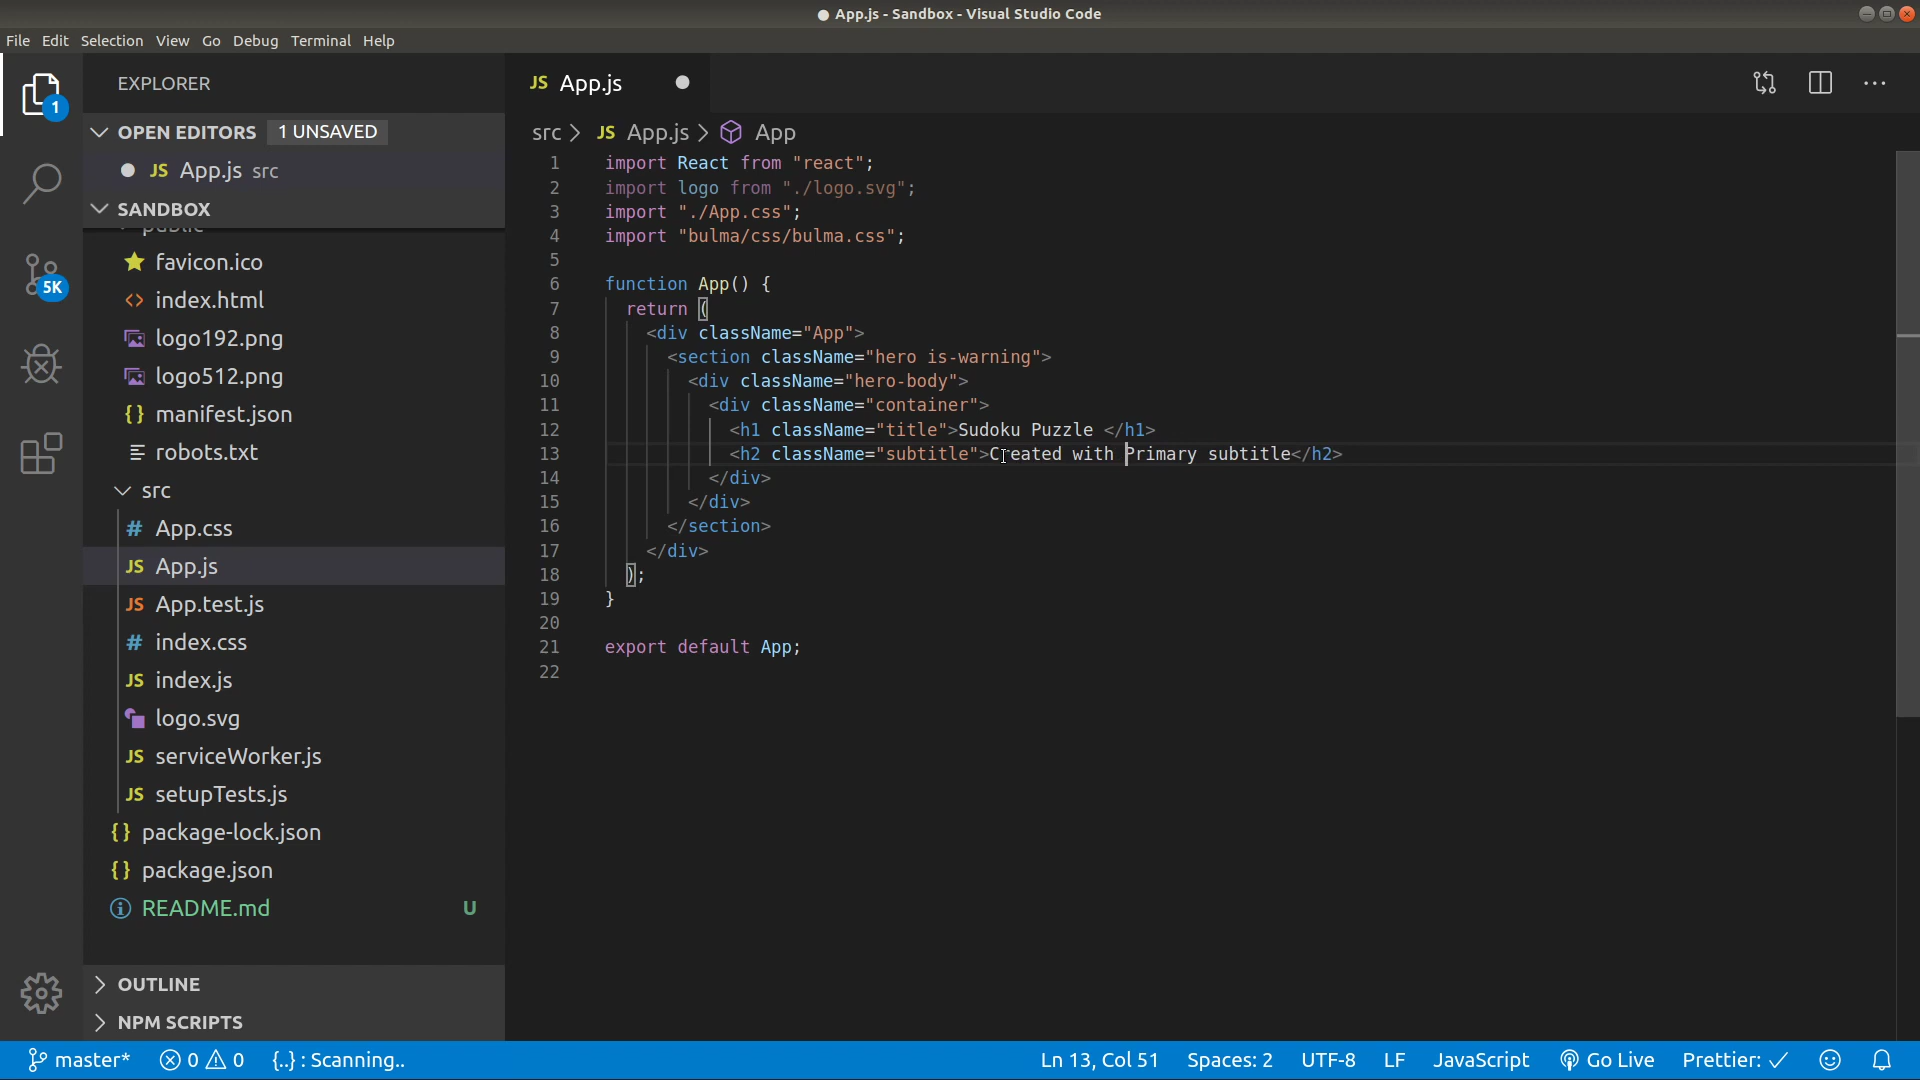 ● App.js - Sandbox - Visual Studio Code
File Edit Selection View Go Debug Terminal Help
EXPLORER
1
OPEN EDITORS 1 UNSAVED
● JS App.js src
SANDBOX
public
favicon.ico
<> index.html
logo192.png
logo512.png
{} manifest.json
robots.txt
src
# App.css
JS App.js
JS App.test.js
# index.css
JS index.js
logo.svg
JS serviceWorker.js
JS setupTests.js
{} package-lock.json
{} package.json
README.md U
OUTLINE
NPM SCRIPTS
5K
JS App.js ●
src > JS App.js > App
1 import React from "react";
2 import logo from "./logo.svg";
3 import "./App.css";
4 import "bulma/css/bulma.css";
5
6 function App() {
7 return (
8 <div className="App">
9 <section className="hero is-warning">
10 <div className="hero-body">
11 <div className="container">
12 <h1 className="title">Sudoku Puzzle </h1>
13 <h2 className="subtitle">Created with Primary subtitle</h2>
14 </div>
15 </div>
16 </section>
17 </div>
18 );
19 }
20
21 export default App;
22
master* 0 0 {..} : Scanning.. Ln 13, Col 51 Spaces: 2 UTF-8 LF JavaScript Go Live Prettier: ✓